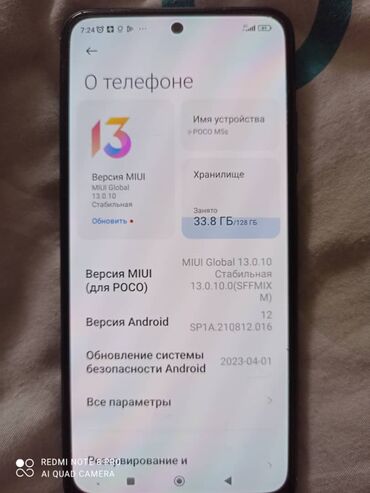 7:24
О телефоне
13
Версия MIUI
MIUI Global
13.0.10
Стабильная
Обновить
Имя устройства
POCO M5s
Хранилище
Занято
33.8 ГБ/128 ГБ
Версия MIUI (для POCO)
MIUI Global 13.0.10
Стабильная
13.0.10.0(SFFMIX
M)
Версия Android
12
SP1A.210812.016
Обновление системы
безопасности Android
2023-04-01
Все параметры
REDMI NOTE 8 PRO
AI QUAD CAMERA